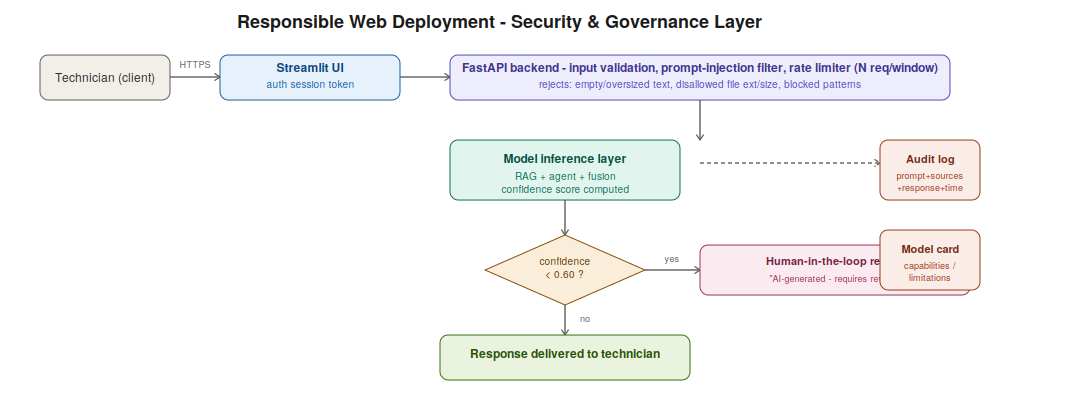 Responsible Web Deployment - Security & Governance Layer
Technician (client)
HTTPS
Streamlit UI
auth session token
FastAPI backend - input validation, prompt-injection filter, rate limiter (N req/window)
rejects: empty/oversized text, disallowed file ext/size, blocked patterns
Model inference layer
RAG + agent + fusion
confidence score computed
Audit log
prompt+sources
+response+time
confidence
< 0.60 ?
yes
Human-in-the-loop re
"AI-generated - requires re
Model card
capabilities /
limitations
no
Response delivered to technician